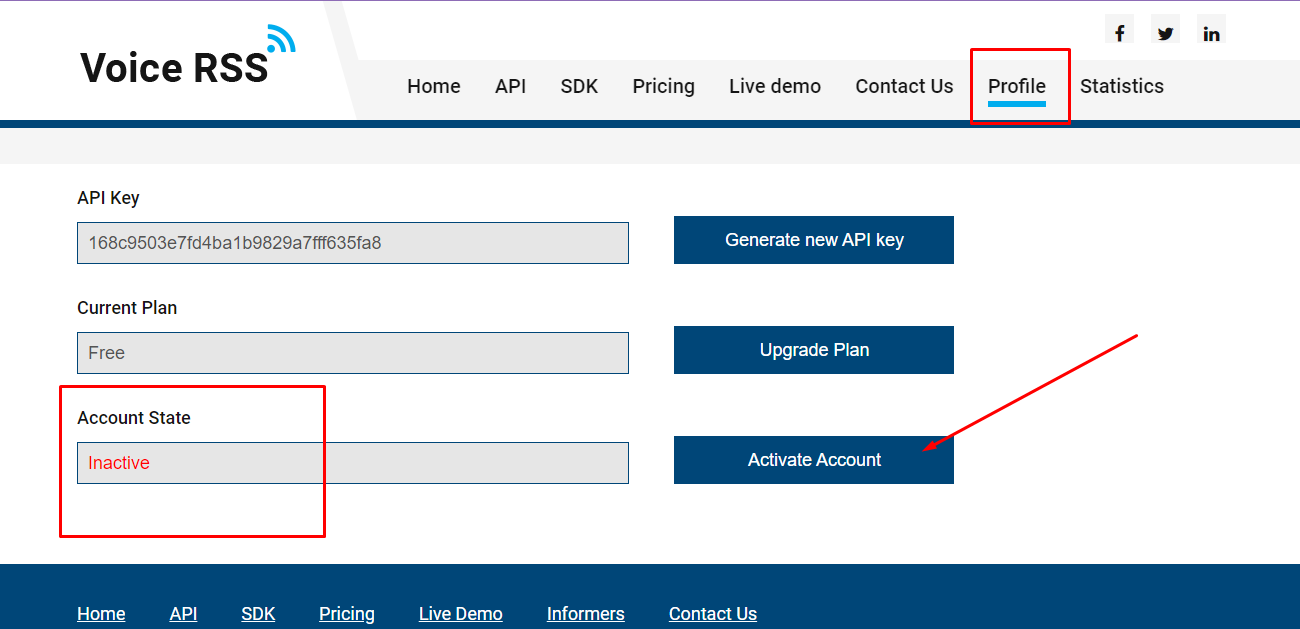 Voice RSS
Home API SDK Pricing Live demo Contact Us Profile Statistics
API Key
168c9503e7fd4ba1b9829a7fff635fa8 Generate new API key
Current Plan
Free Upgrade Plan
Account State
Inactive Activate Account
Home API SDK Pricing Live Demo Informers Contact Us